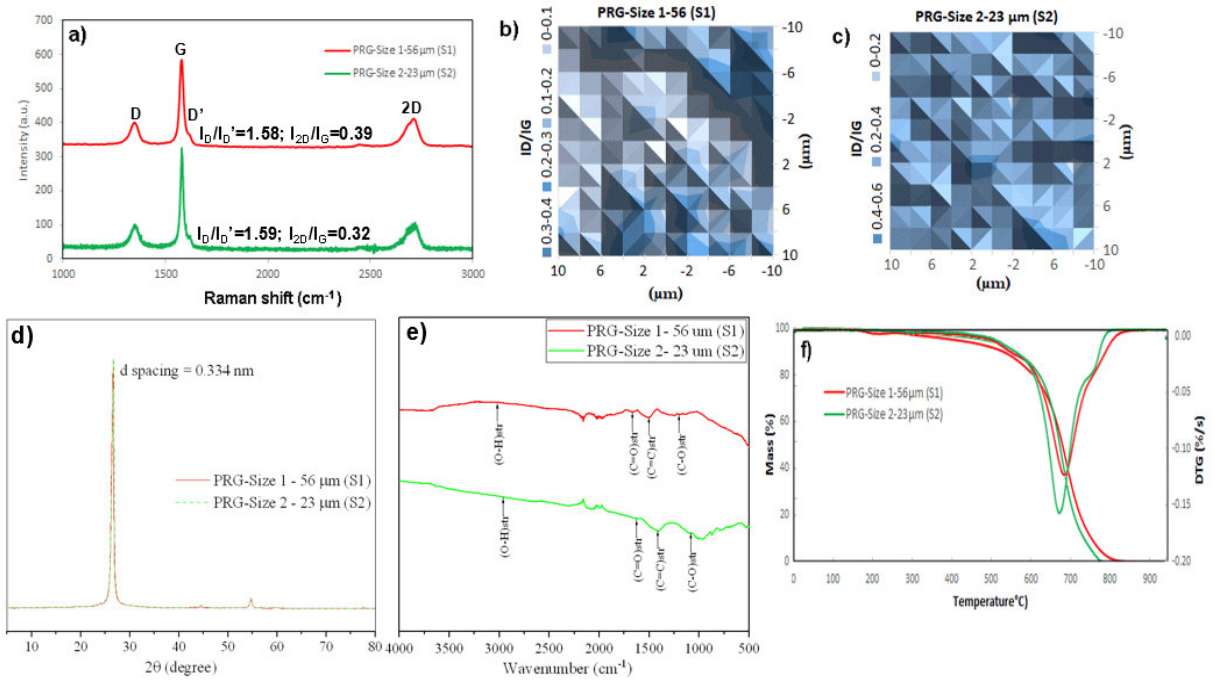 a)
700
600
500
400
300
200
100
0
Intensity (a.u.)
PRG-Size 1-56 µm (S1)
PRG-Size 2-23 µm (S2)
G
D
D'
2D
I_D/I_D'=1.58; I_2D/I_G=0.39
I_D/I_D'=1.59; I_2D/I_G=0.32
1000 1500 2000 2500 3000
Raman shift (cm⁻¹)
b)
PRG-Size 1-56 (S1)
ID/IG
0-0.1
0.1-0.2
0.2-0.3
0.3-0.4
-10
-6
-2
2
6
10
(µm)
10 6 2 -2 -6 -10
(µm)
c)
PRG-Size 2-23 µm (S2)
ID/IG
0-0.2
0.2-0.4
0.4-0.6
-10
-6
-2
2
6
10
(µm)
10 6 2 -2 -6 -10
(µm)
d)
d spacing = 0.334 nm
PRG-Size 1 - 56 µm (S1)
PRG-Size 2 - 23 µm (S2)
10 20 30 40 50 60 70 80
2θ (degree)
e)
PRG-Size 1- 56 um (S1)
PRG-Size 2- 23 um (S2)
(O-H)str
(C=O)str
(C=C)str
(C-O)str
(O-H)str
(C=O)str
(C=C)str
(C-O)str
4000 3500 3000 2500 2000 1500 1000 500
Wavenumber (cm⁻¹)
f)
100
80
60
40
20
0
Mass (%)
PRG-Size 1-56µm (S1)
PRG-Size 2-23µm (S2)
0.00
-0.05
-0.10
-0.15
-0.20
DTG (%/s)
0 100 200 300 400 500 600 700 800 900
Temperature°C)